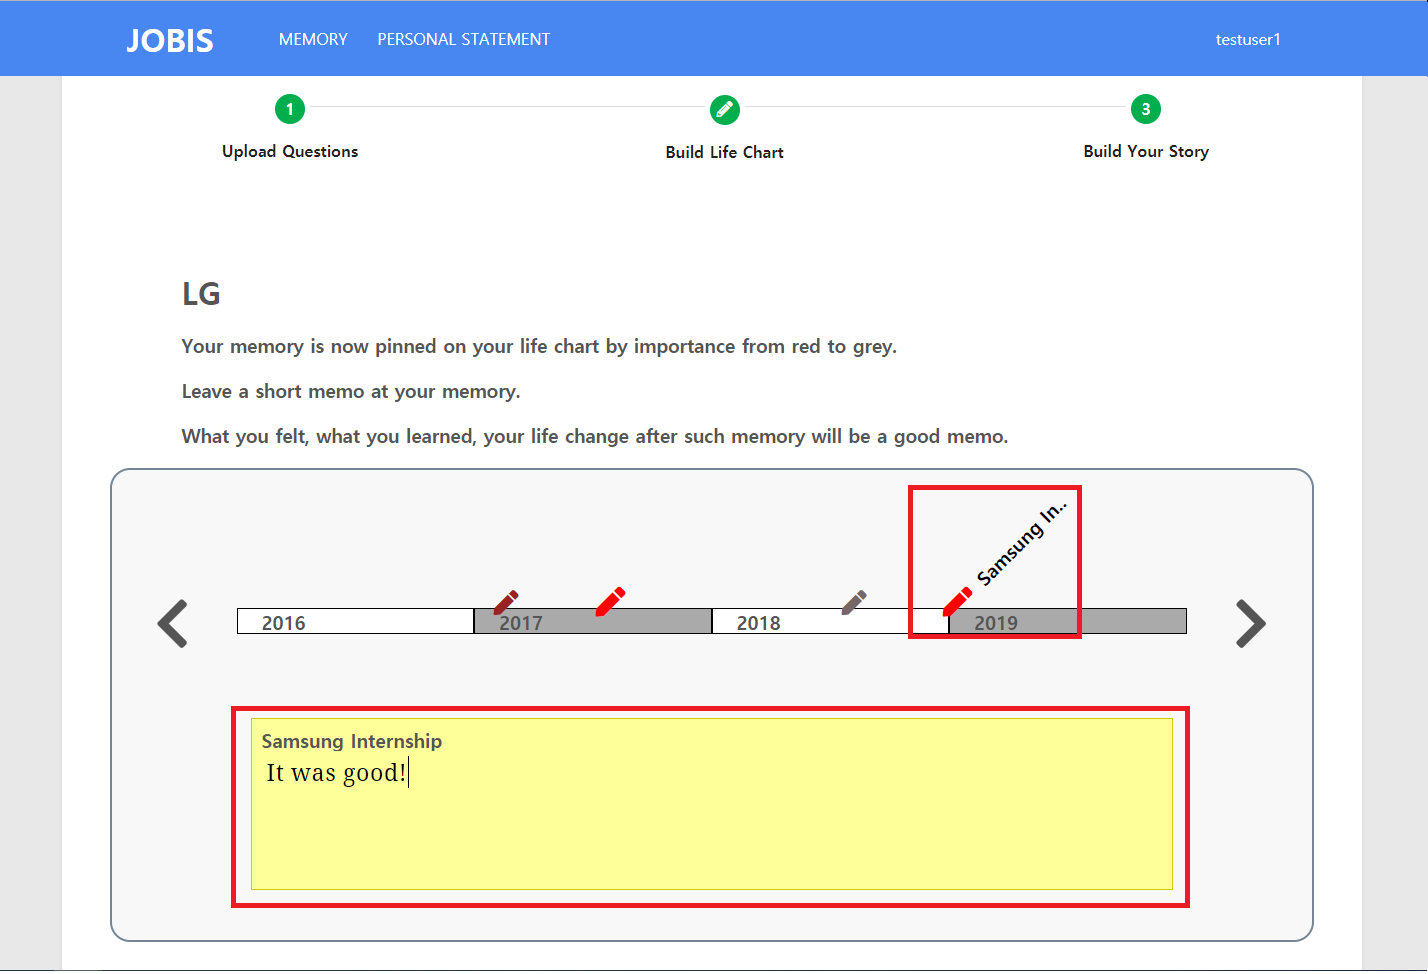 JOBIS MEMORY PERSONAL STATEMENT testuser1
1 3
Upload Questions Build Life Chart Build Your Story
LG
Your memory is now pinned on your life chart by importance from red to grey.
Leave a short memo at your memory.
What you felt, what you learned, your life change after such memory will be a good memo.
Samsung In..
2016 2017 2018 2019
Samsung Internship
It was good!